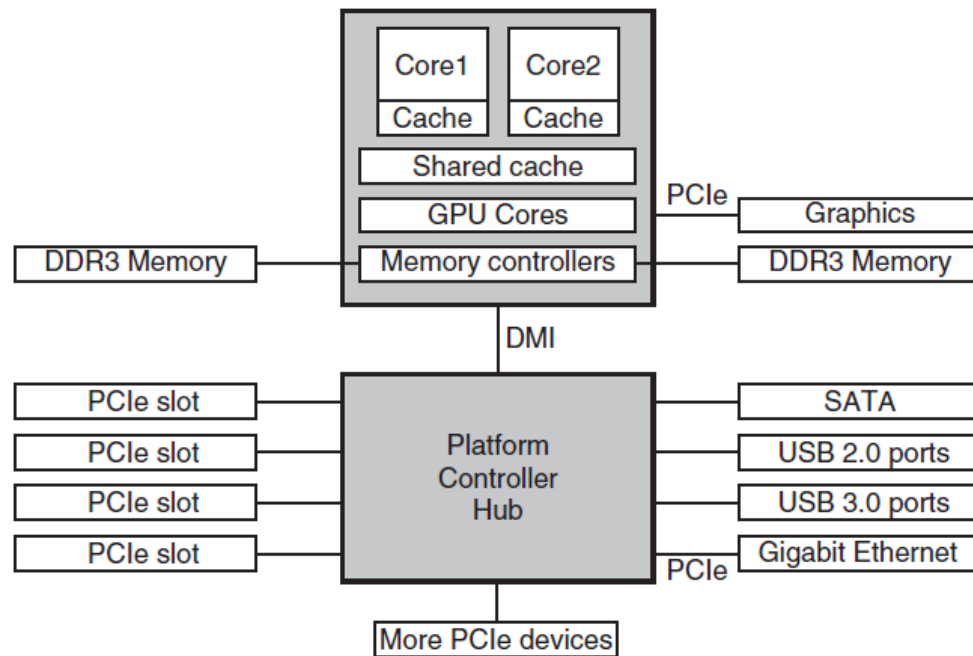 Core1
Core2
Cache
Cache
Shared cache
GPU Cores
PCIe
Graphics
DDR3 Memory
Memory controllers
DDR3 Memory
DMI
PCIe slot
PCIe slot
PCIe slot
PCIe slot
Platform
Controller
Hub
SATA
USB 2.0 ports
USB 3.0 ports
Gigabit Ethernet
PCIe
More PCIe devices